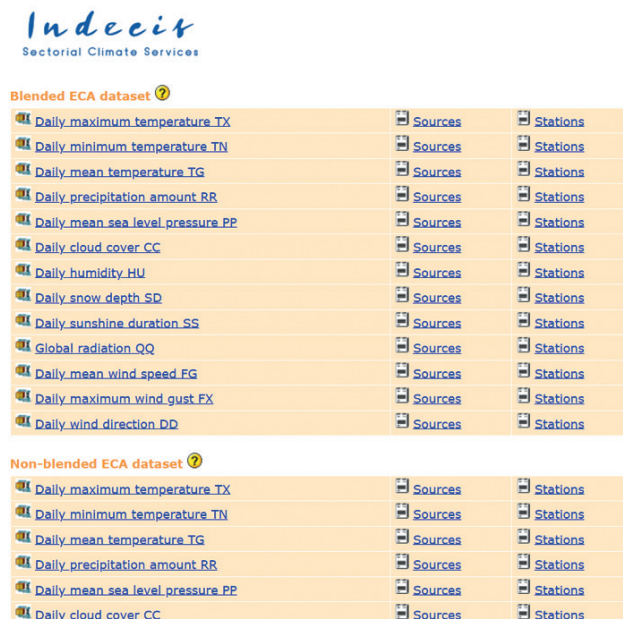 Indecis
Sectorial Climate Services
Blended ECA dataset ?
Daily maximum temperature TX Sources Stations
Daily minimum temperature TN Sources Stations
Daily mean temperature TG Sources Stations
Daily precipitation amount RR Sources Stations
Daily mean sea level pressure PP Sources Stations
Daily cloud cover CC Sources Stations
Daily humidity HU Sources Stations
Daily snow depth SD Sources Stations
Daily sunshine duration SS Sources Stations
Global radiation QQ Sources Stations
Daily mean wind speed FG Sources Stations
Daily maximum wind gust FX Sources Stations
Daily wind direction DD Sources Stations
Non-blended ECA dataset ?
Daily maximum temperature TX Sources Stations
Daily minimum temperature TN Sources Stations
Daily mean temperature TG Sources Stations
Daily precipitation amount RR Sources Stations
Daily mean sea level pressure PP Sources Stations
Daily cloud cover CC Sources Stations